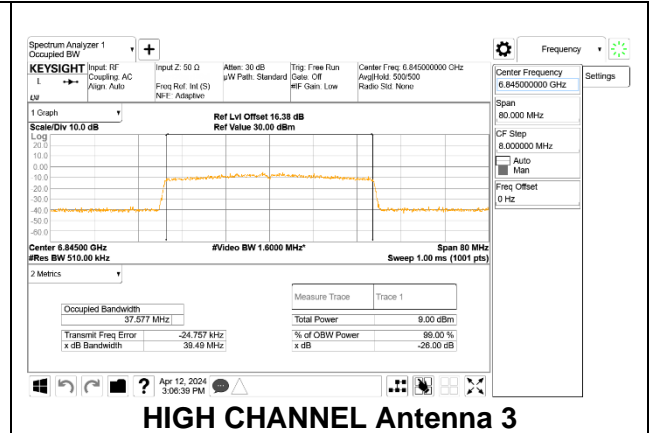 Spectrum Analyzer 1
Occupied BW
Frequency
KEYSIGHT
Input: RF
Coupling: AC
Align: Auto
Input Z: 50 Ω
Freq Ref: Int (S)
NFE: Adaptive
Atten: 30 dB
µW Path: Standard
Trig: Free Run
Gate: Off
#IF Gain: Low
Center Freq: 6.845000000 GHz
Avg|Hold: 500/500
Radio Std: None
Center Frequency
6.845000000 GHz
Settings
Span
80.000 MHz
CF Step
8.000000 MHz
Auto
Man
Freq Offset
0 Hz
1 Graph
Scale/Div 10.0 dB
Ref Lvl Offset 16.38 dB
Ref Value 30.00 dBm
Log
20.0
10.0
0.00
-10.0
-20.0
-30.0
-40.0
-50.0
-60.0
Center 6.84500 GHz
#Res BW 510.00 kHz
#Video BW 1.6000 MHz*
Span 80 MHz
Sweep 1.00 ms (1001 pts)
2 Metrics
Measure Trace Trace 1
Occupied Bandwidth
37.577 MHz
Total Power 9.00 dBm
Transmit Freq Error -24.757 kHz
% of OBW Power 99.00 %
x dB Bandwidth 39.49 MHz
x dB -26.00 dB
Apr 12, 2024
3:06:39 PM
HIGH CHANNEL Antenna 3